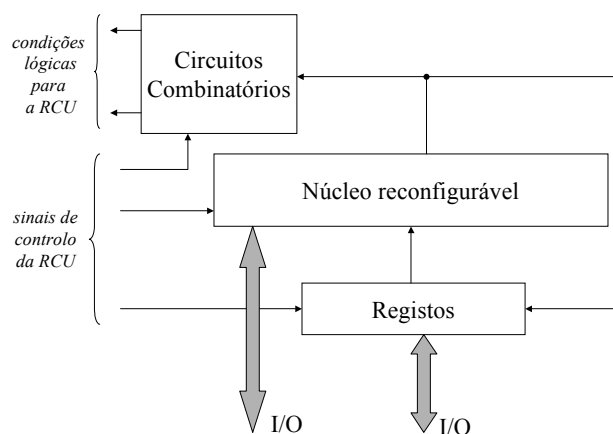 condições
lógicas
para
a RCU
Circuitos
Combinatórios
Núcleo reconfigurável
sinais de
controlo
da RCU
Registos
I/O
I/O